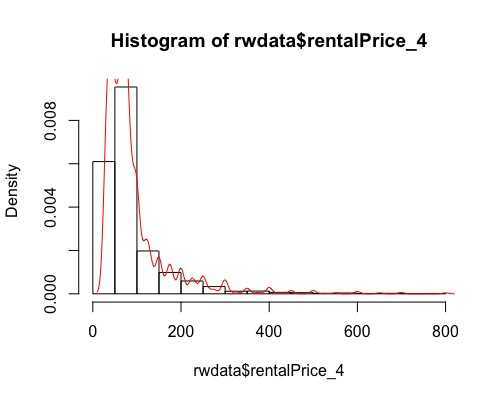 Histogram of rwdata$rentalPrice_4
Density
0.008
0.004
0.000
0 200 400 600 800
rwdata$rentalPrice_4